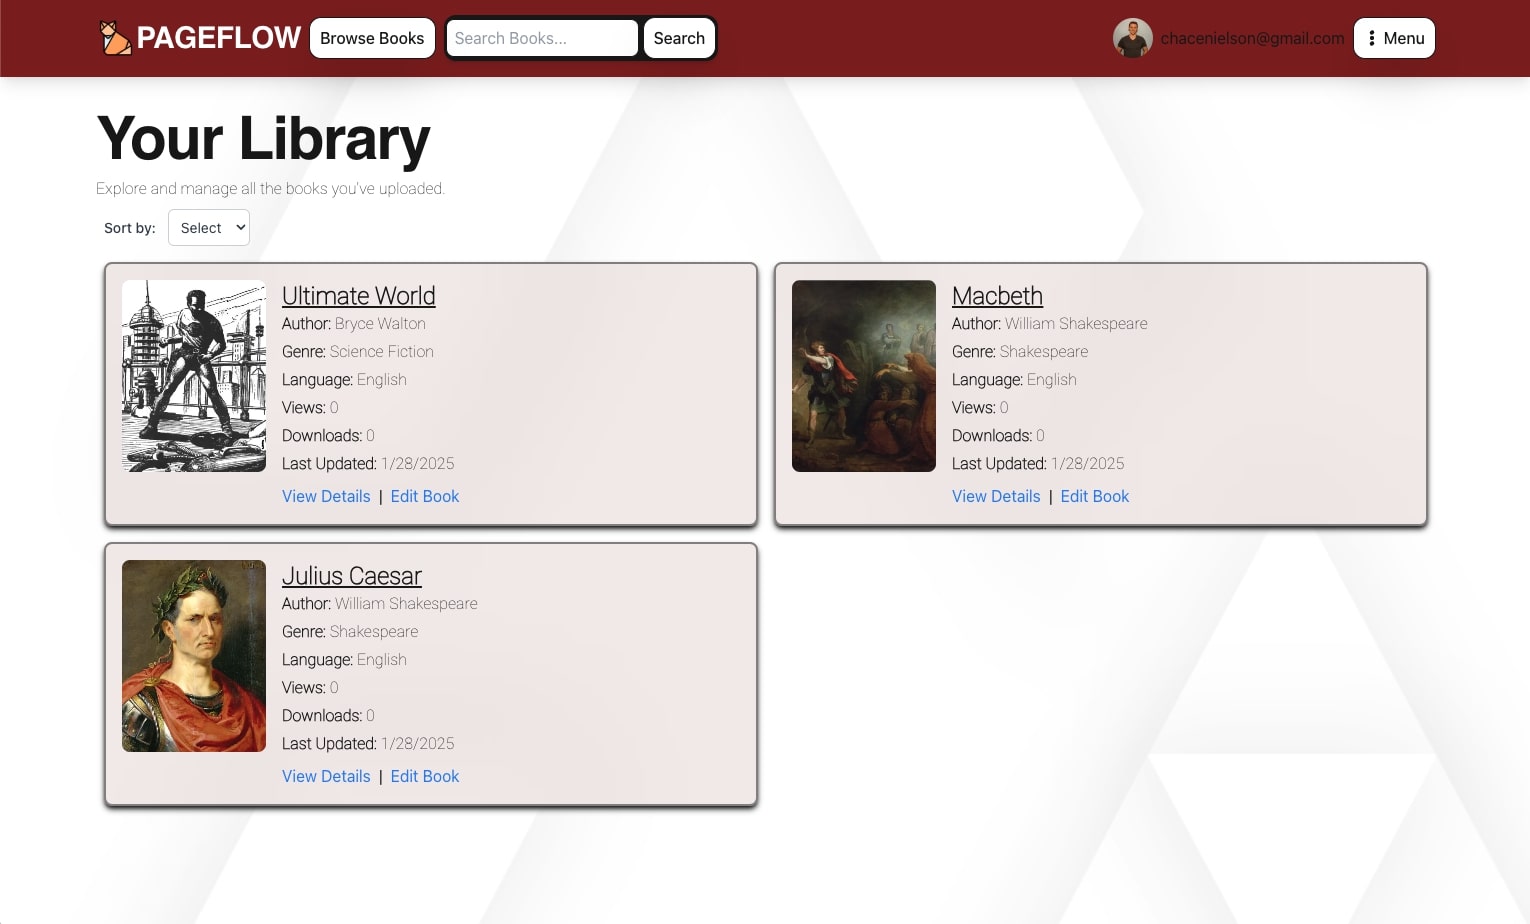 PAGEFLOW Browse Books Search Books... Search chacenielson@gmail.com Menu
Your Library
Explore and manage all the books you've uploaded.
Sort by: Select
Ultimate World
Author: Bryce Walton
Genre: Science Fiction
Language: English
Views: 0
Downloads: 0
Last Updated: 1/28/2025
View Details | Edit Book
Macbeth
Author: William Shakespeare
Genre: Shakespeare
Language: English
Views: 0
Downloads: 0
Last Updated: 1/28/2025
View Details | Edit Book
Julius Caesar
Author: William Shakespeare
Genre: Shakespeare
Language: English
Views: 0
Downloads: 0
Last Updated: 1/28/2025
View Details | Edit Book